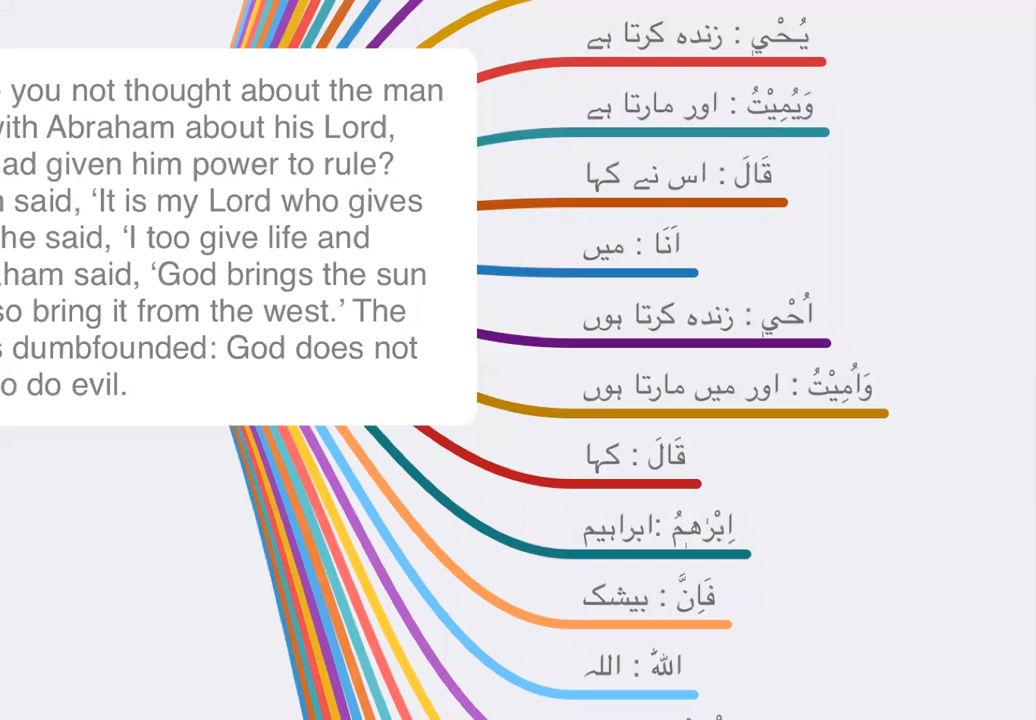 you not thought about the man
with Abraham about his Lord,
ad given him power to rule?
said, ‘It is my Lord who gives
he said, ‘I too give life and
ham said, ‘God brings the sun
so bring it from the west.’ The
s dumbfounded: God does not
o do evil.
يُـحْيٖ : زندہ کرتا ہے
وَيُمِيْتُ : اور مارتا ہے
قَالَ : اس نے کہا
اَنَا : میں
اُحْيٖ : زندہ کرتا ہوں
وَاُمِيْتُ : اور میں مارتا ہوں
قَالَ : کہا
اِبْرٰهٖمُ :ابراہیم
فَاِنَّ : بیشک
اللّٰهَ : اللہ